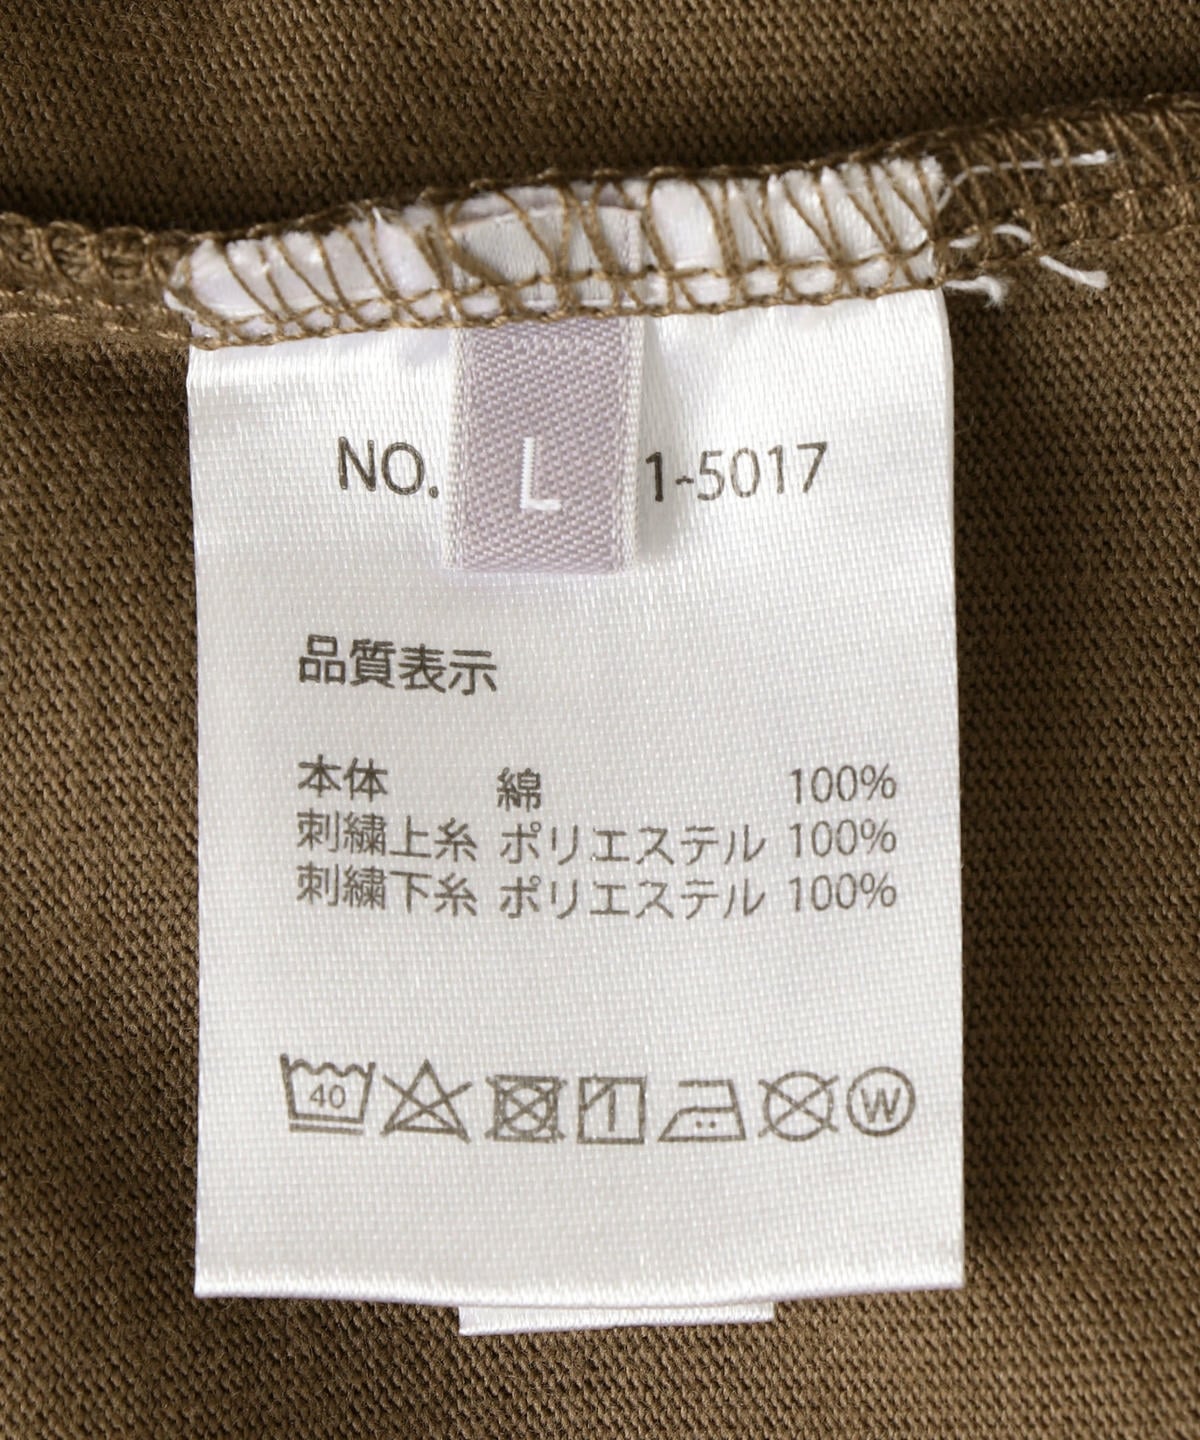 NO. L 1-5017
品質表示
本体 綿 100%
刺繍上糸 ポリエステル 100%
刺繍下糸 ポリエステル 100%
40 W